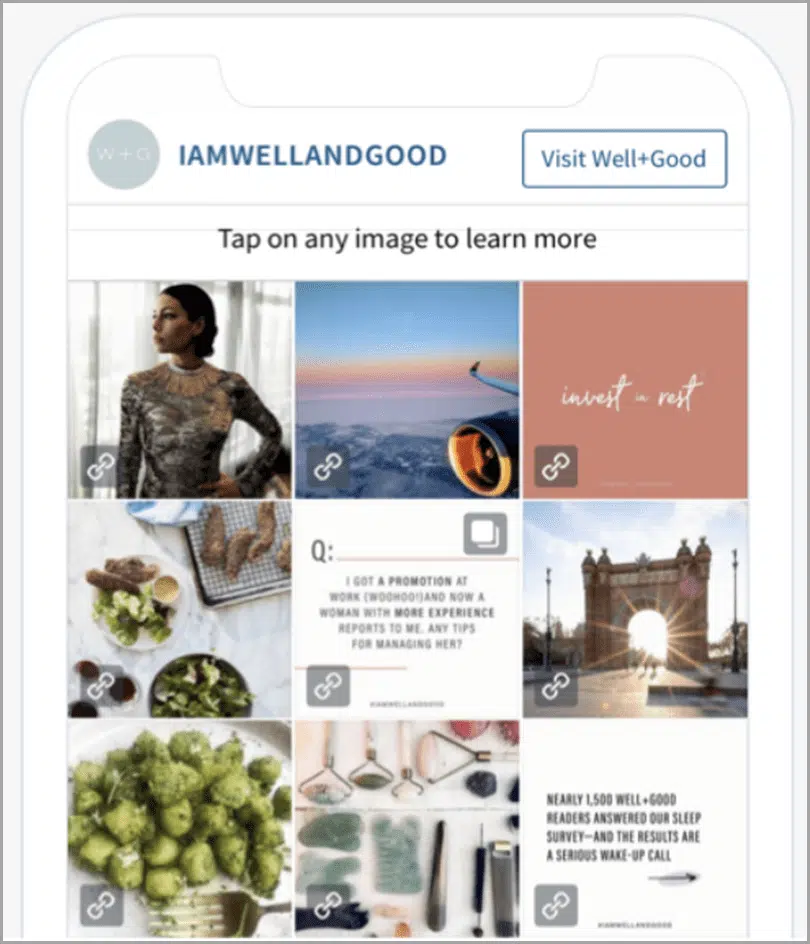 W+G
IAMWELLANDGOOD
Visit Well+Good
Tap on any image to learn more
invest in rest
Q:
I GOT A PROMOTION AT
WORK (WOOHOO!)AND NOW A
WOMAN WITH MORE EXPERIENCE
REPORTS TO ME. ANY TIPS
FOR MANAGING HER?
#IAMWELLANDGOOD
NEARLY 1,500 WELL+GOOD
READERS ANSWERED OUR SLEEP
SURVEY—AND THE RESULTS ARE
A SERIOUS WAKE-UP CALL
#IAMWELLANDGOOD